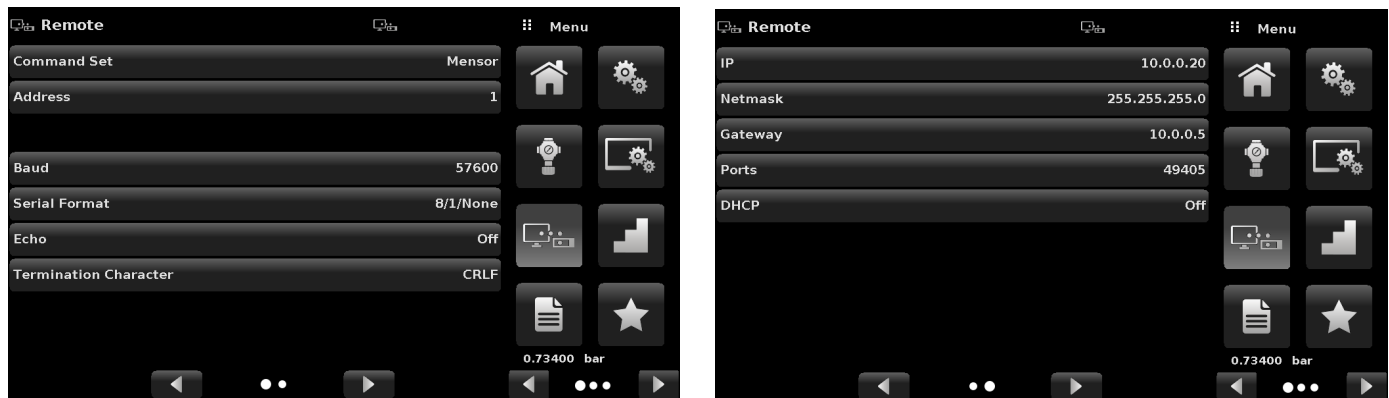 Remote
Menu
Command Set Mensor
Address 1
Baud 57600
Serial Format 8/1/None
Echo Off
Termination Character CRLF
0.73400 bar
Remote
Menu
IP 10.0.0.20
Netmask 255.255.255.0
Gateway 10.0.0.5
Ports 49405
DHCP Off
0.73400 bar